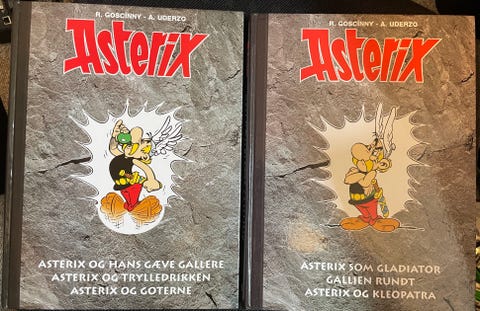 R. GOSCINNY - A. UDERZO
Asterix
ASTERIX OG HANS GÆVE GALLERE
ASTERIX OG TRYLLEDRIKKEN
ASTERIX OG GOTERNE
R. GOSCINNY - A. UDERZO
Asterix
ASTERIX SOM GLADIATOR
GALLIEN RUNDT
ASTERIX OG KLEOPATRA